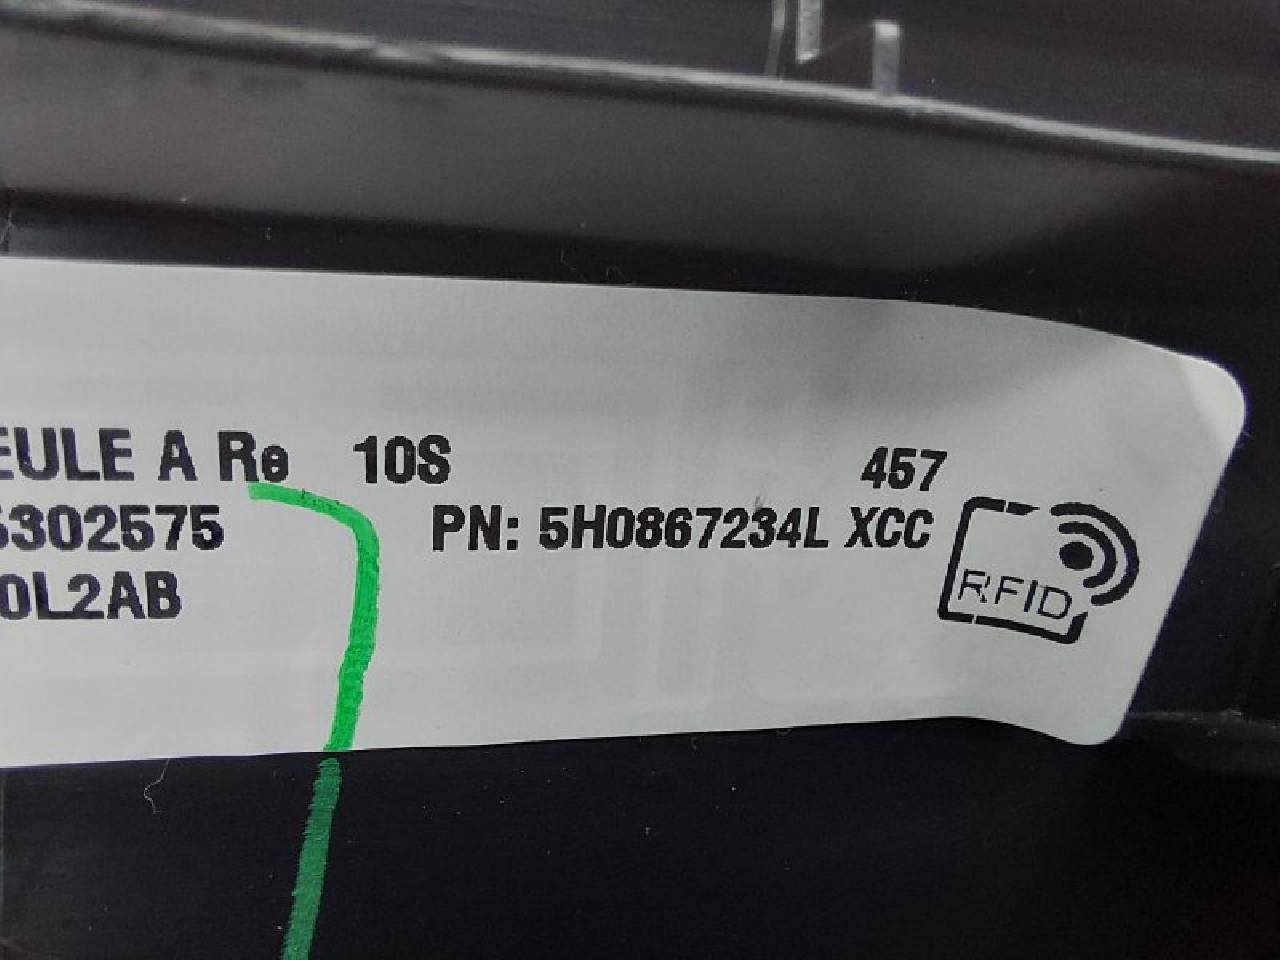 EULE A Re 10S 457
5302575 PN: 5H0867234L XCC
0L2AB RFID